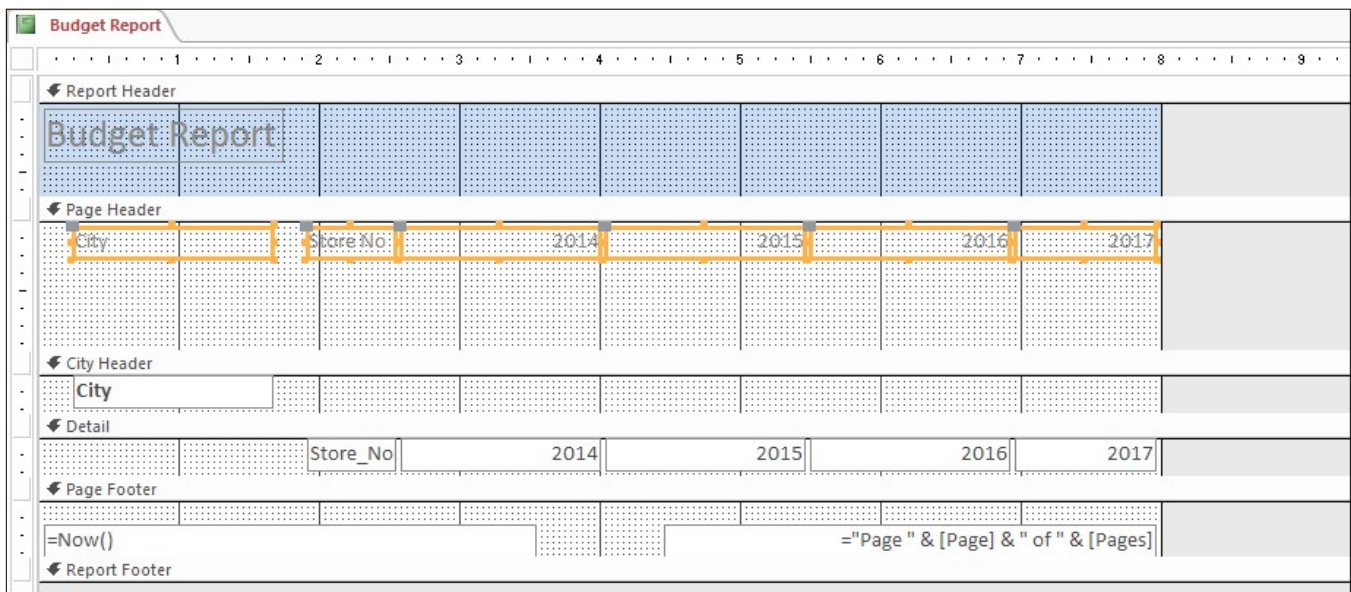 Budget Report
1 2 3 4 5 6 7 8 9
Report Header
Budget Report
Page Header
City Store No 2014 2015 2016 2017
City Header
City
Detail
Store_No 2014 2015 2016 2017
Page Footer
=Now() ="Page " & [Page] & " of " & [Pages]
Report Footer